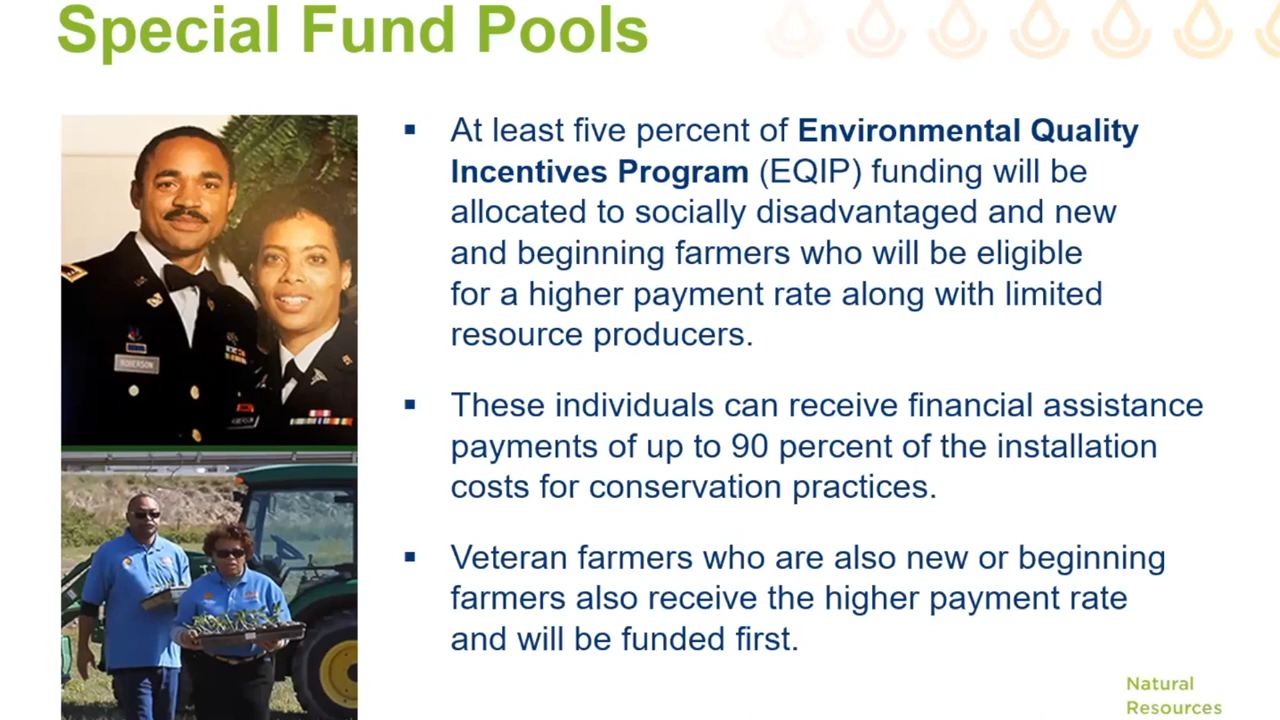 Special Fund Pools
▪ At least five percent of Environmental Quality
Incentives Program (EQIP) funding will be
allocated to socially disadvantaged and new
and beginning farmers who will be eligible
for a higher payment rate along with limited
resource producers.
▪ These individuals can receive financial assistance
payments of up to 90 percent of the installation
costs for conservation practices.
▪ Veteran farmers who are also new or beginning
farmers also receive the higher payment rate
and will be funded first.
ROBERSON
Natural
Resources